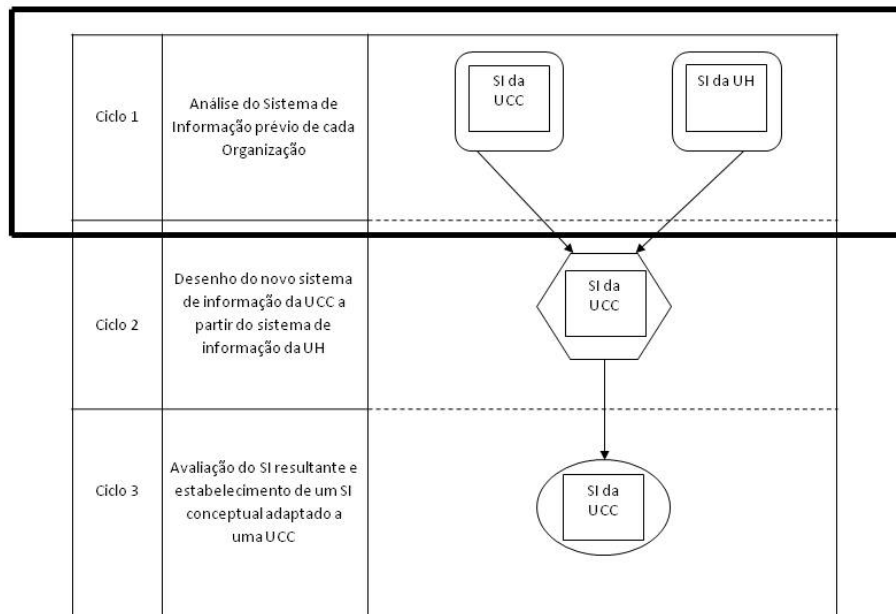 Ciclo 1
Análise do Sistema de
Informação prévio de cada
Organização
SI da
UCC
SI da UH
Ciclo 2
Desenho do novo sistema
de informação da UCC a
partir do sistema de
informação da UH
SI da
UCC
Ciclo 3
Avaliação do SI resultante e
estabelecimento de um SI
conceptual adaptado a
uma UCC
SI da
UCC